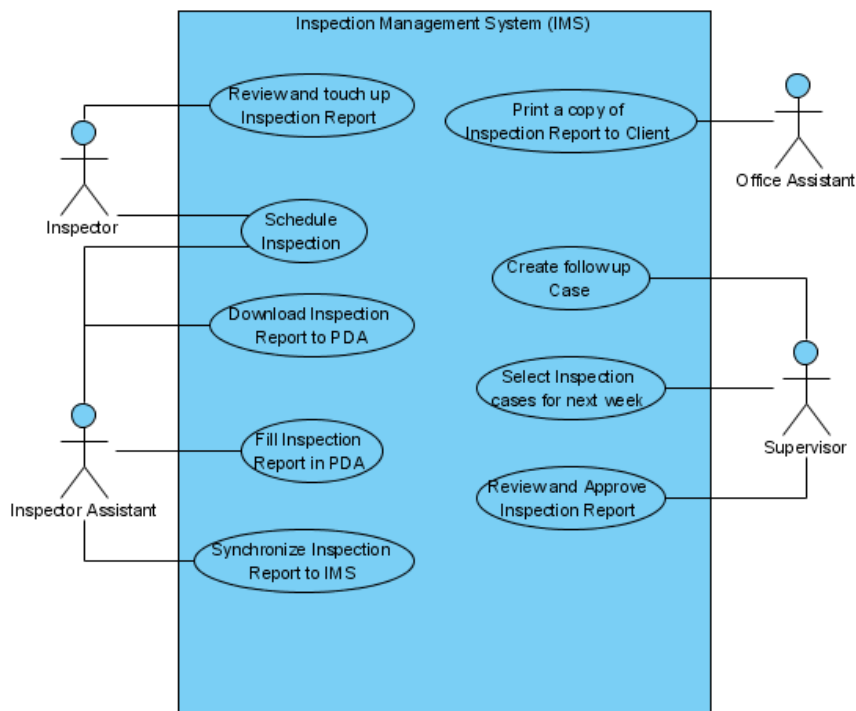 Inspection Management System (IMS)
Review and touch up
Inspection Report
Print a copy of
Inspection Report to Client
Office Assistant
Inspector
Schedule
Inspection
Create follow up
Case
Download Inspection
Report to PDA
Select Inspection
cases for next week
Supervisor
Fill Inspection
Report in PDA
Inspector Assistant
Review and Approve
Inspection Report
Synchronize Inspection
Report to IMS